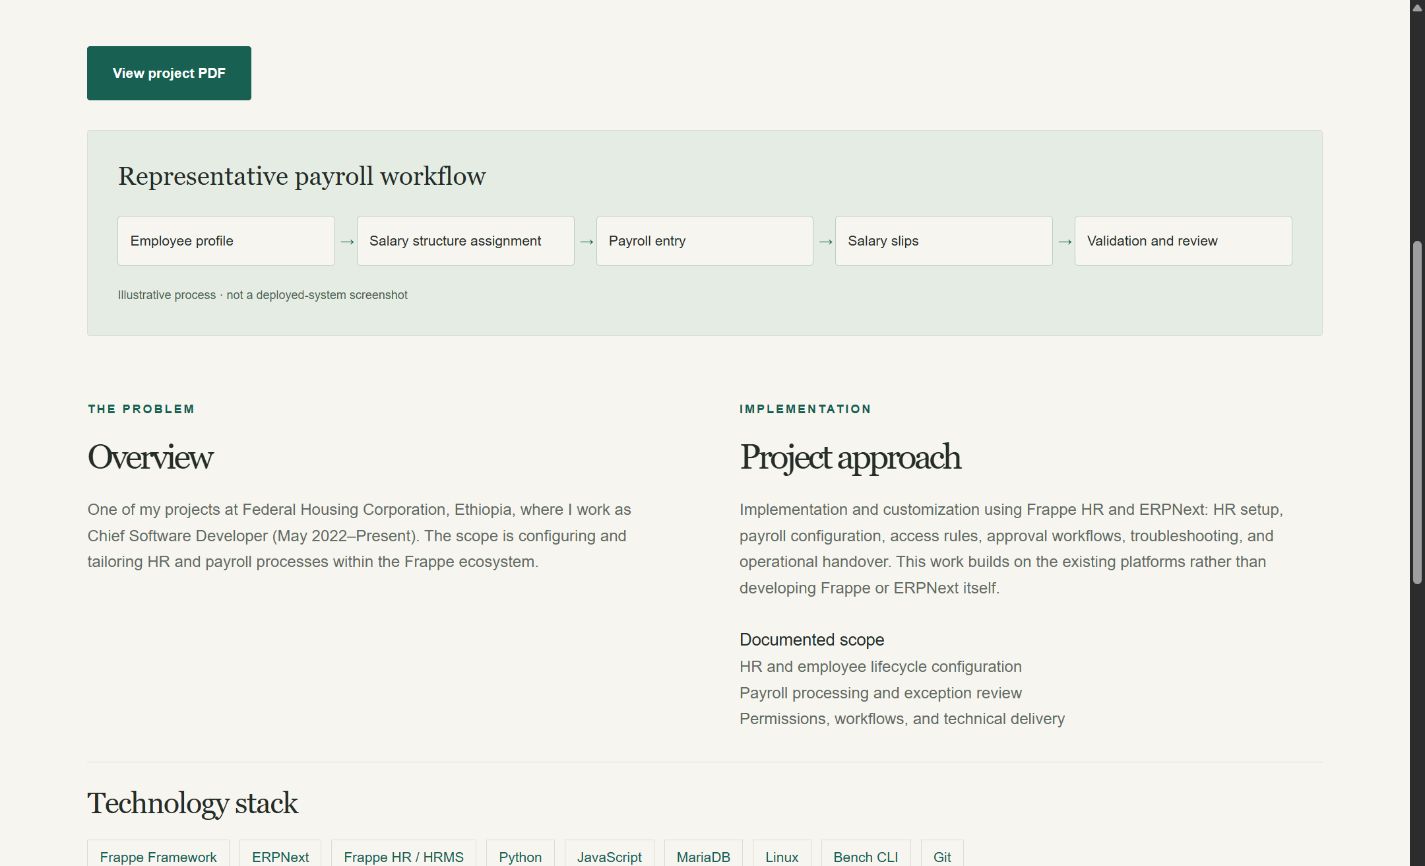 View project PDF
Representative payroll workflow
Employee profile → Salary structure assignment → Payroll entry → Salary slips → Validation and review
Illustrative process · not a deployed-system screenshot
THE PROBLEM
Overview
One of my projects at Federal Housing Corporation, Ethiopia, where I work as
Chief Software Developer (May 2022–Present). The scope is configuring and
tailoring HR and payroll processes within the Frappe ecosystem.
IMPLEMENTATION
Project approach
Implementation and customization using Frappe HR and ERPNext: HR setup,
payroll configuration, access rules, approval workflows, troubleshooting, and
operational handover. This work builds on the existing platforms rather than
developing Frappe or ERPNext itself.
Documented scope
HR and employee lifecycle configuration
Payroll processing and exception review
Permissions, workflows, and technical delivery
Technology stack
Frappe Framework ERPNext Frappe HR / HRMS Python JavaScript MariaDB Linux Bench CLI Git